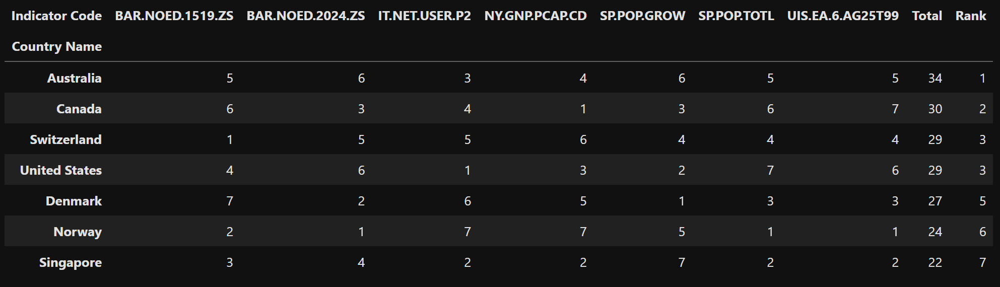 Indicator Code BAR.NOED.1519.ZS BAR.NOED.2024.ZS IT.NET.USER.P2 NY.GNP.PCAP.CD SP.POP.GROW SP.POP.TOTL UIS.EA.6.AG25T99 Total Rank
Country Name
Australia 5 6 3 4 6 5 5 34 1
Canada 6 3 4 1 3 6 7 30 2
Switzerland 1 5 5 6 4 4 4 29 3
United States 4 6 1 3 2 7 6 29 3
Denmark 7 2 6 5 1 3 3 27 5
Norway 2 1 7 7 5 1 1 24 6
Singapore 3 4 2 2 7 2 2 22 7